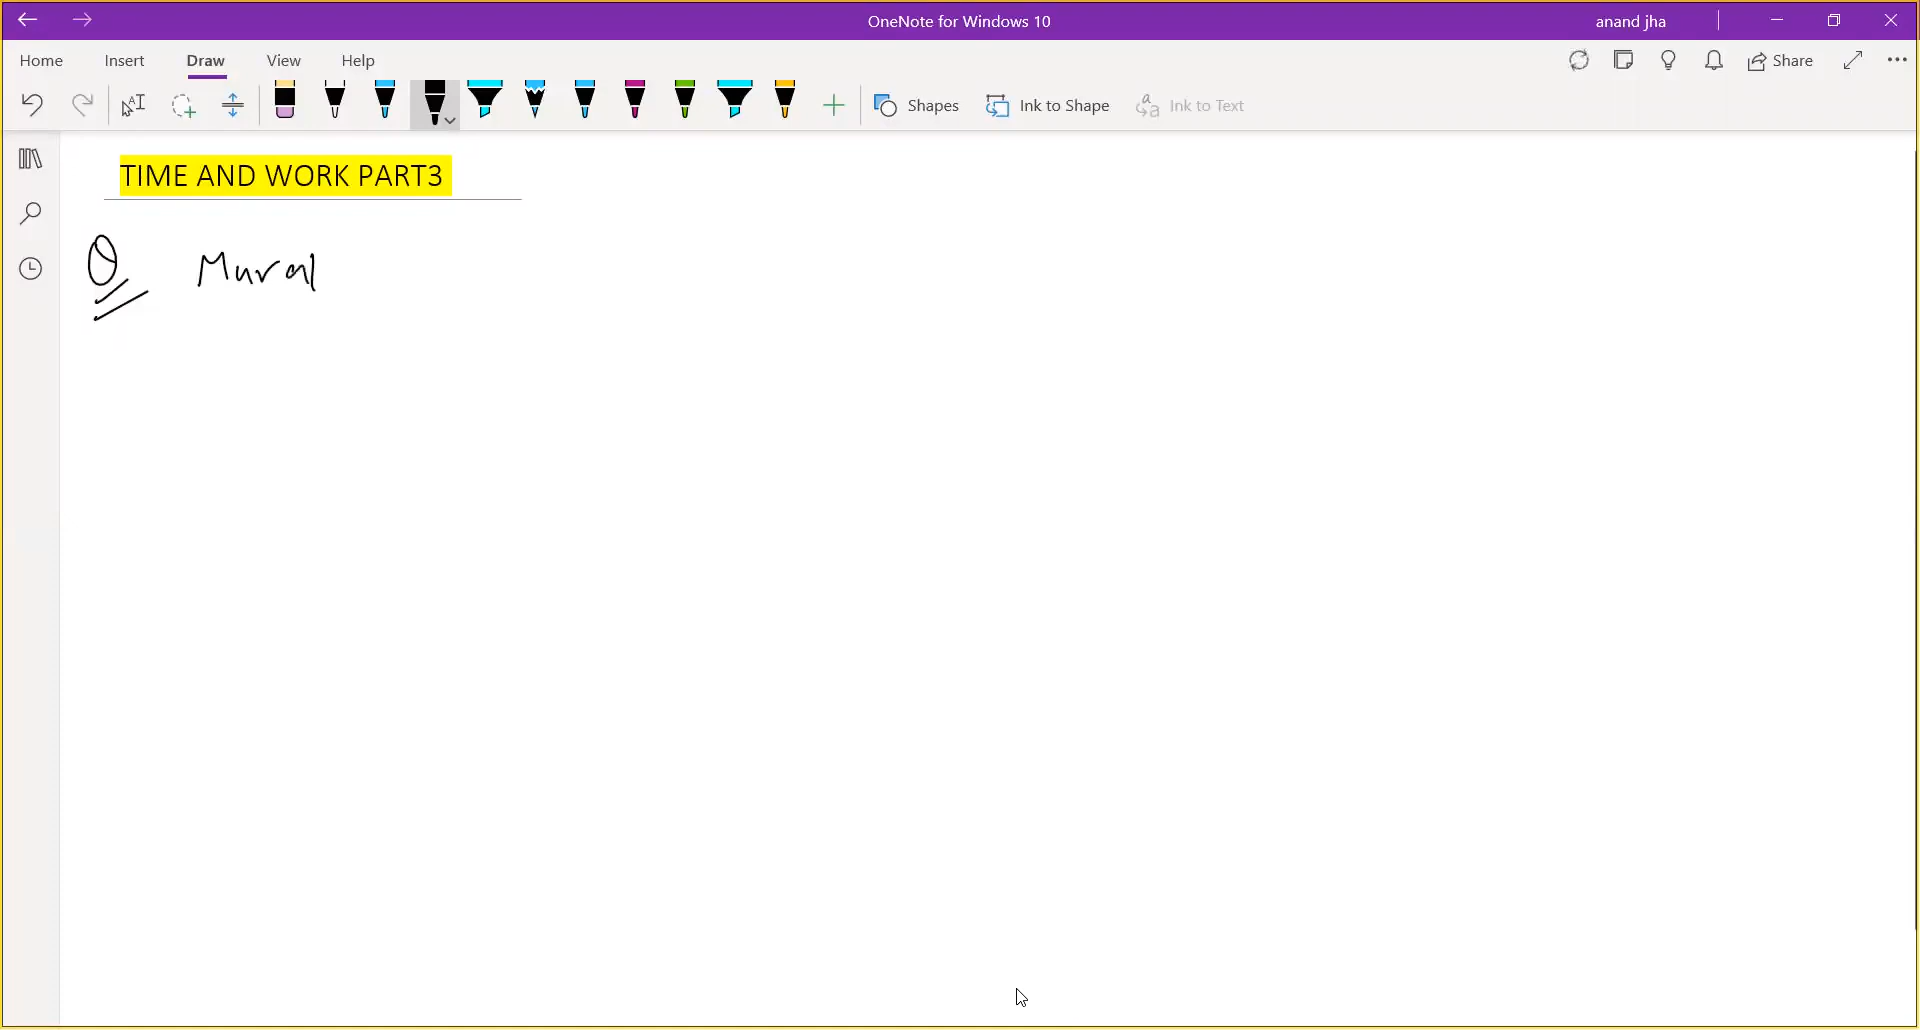 OneNote for Windows 10 anand jha
Home Insert Draw View Help Share
Shapes Ink to Shape Ink to Text
TIME AND WORK PART3
Q Mural